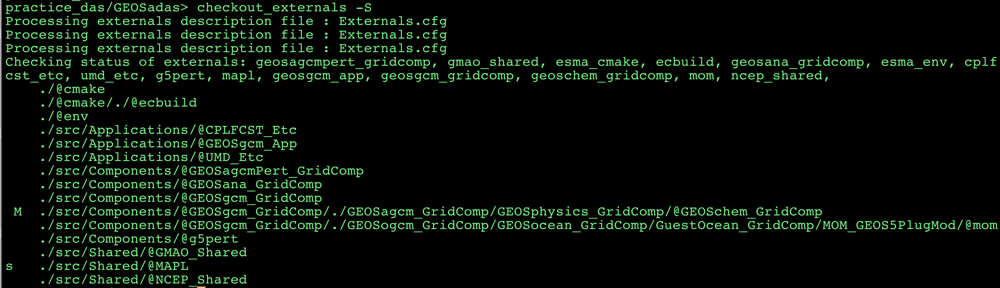 practice_das/GEOSadas> checkout_externals -S
Processing externals description file : Externals.cfg
Processing externals description file : Externals.cfg
Processing externals description file : Externals.cfg
Checking status of externals: geosagcmpert_gridcomp, gmao_shared, esma_cmake, ecbuild, geosana_gridcomp, esma_env, cplf
cst_etc, umd_etc, g5pert, mapl, geosgcm_app, geosgcm_gridcomp, geoschem_gridcomp, mom, ncep_shared,
./@cmake
./@cmake/./@ecbuild
./@env
./src/Applications/@CPLFCST_Etc
./src/Applications/@GEOSgcm_App
./src/Applications/@UMD_Etc
./src/Components/@GEOSagcmPert_GridComp
./src/Components/@GEOSana_GridComp
./src/Components/@GEOSgcm_GridComp
M ./src/Components/@GEOSgcm_GridComp/./GEOSagcm_GridComp/GEOSphysics_GridComp/@GEOSchem_GridComp
./src/Components/@GEOSgcm_GridComp/./GEOSogcm_GridComp/GEOSocean_GridComp/GuestOcean_GridComp/MOM_GEOS5PlugMod/@mom
./src/Components/@g5pert
./src/Shared/@GMAO_Shared
s ./src/Shared/@MAPL
./src/Shared/@NCEP_Shared